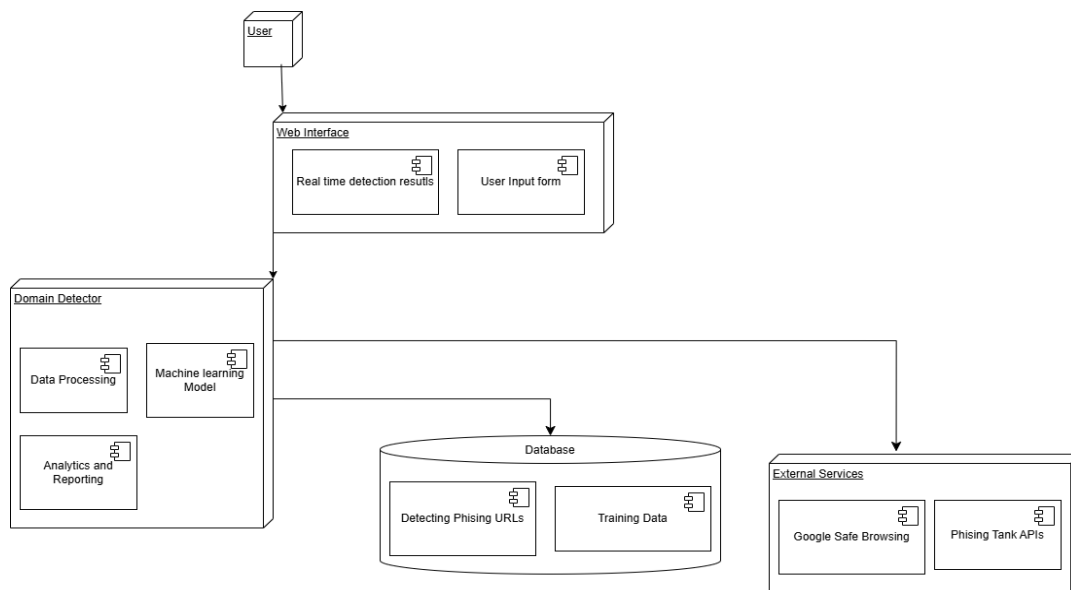 User
Web Interface
Real time detection resutls
User Input form
Domain Detector
Data Processing
Machine learning
Model
Analytics and
Reporting
Database
Detecting Phising URLs
Training Data
External Services
Google Safe Browsing
Phising Tank APIs